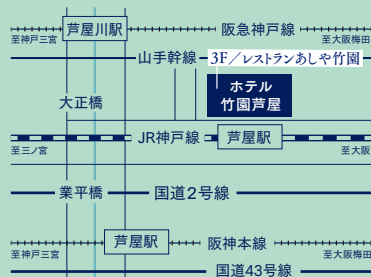 芦屋川駅
阪急神戸線
至神戸三宮
至大阪梅田
山手幹線
3F／レストランあしや竹園
ホテル
竹園芦屋
大正橋
JR神戸線
芦屋駅
至三ノ宮
至大阪
業平橋
国道2号線
芦屋駅
阪神本線
至神戸三宮
至大阪梅田
国道43号線